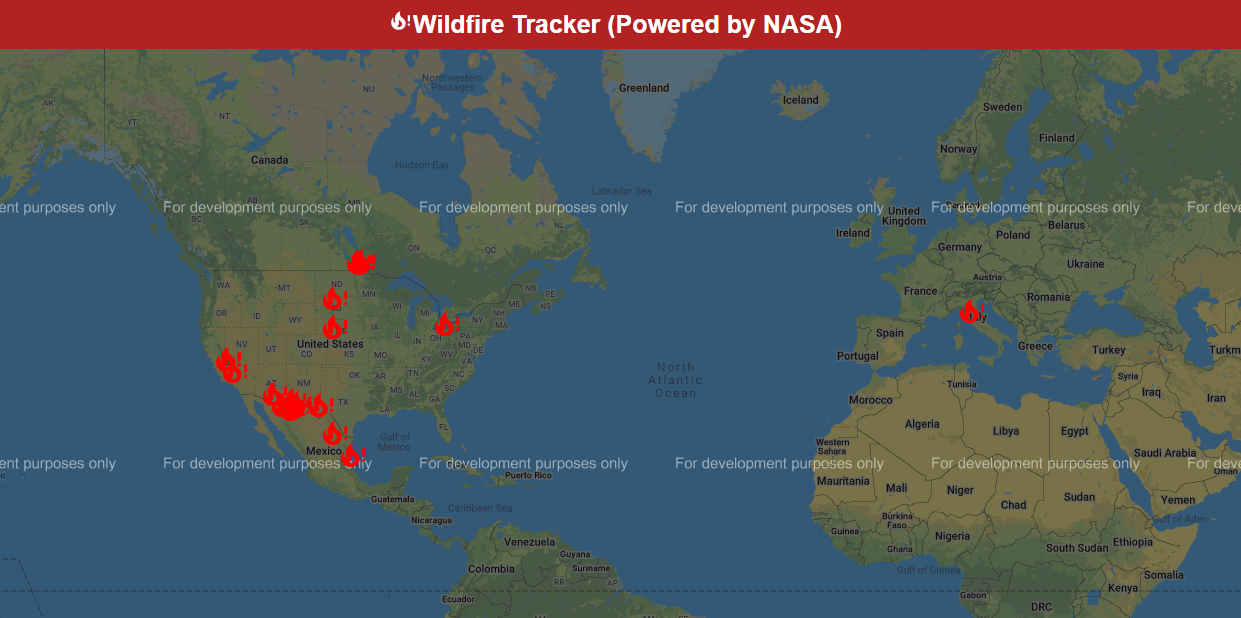 Wildfire Tracker (Powered by NASA)
Greenland
Northwestern
Passages
NU
Iceland
AK
Sweden
NT
YT
Finland
Norway
Canada
Hudson Bay
Labrador Sea
AB
MB
ent purposes only
For development purposes only
For development purposes only
For development purposes only
For development purposes only
For deve
BC
SK
United
Kingdom
NL
Belarus
Ireland
Poland
ON
QC
Germany
Ukraine
Austria
WA
MT
ND
MN
NB
PE
France
Romania
ME
NS
OR
ID
WY
WI
MI
NY
NH
MA
IA
Spain
Greece
NV
UT
United States
CO
KS
MO
IL
IN
OH
PA
MD
DE
KY
WV
VA
Portugal
Turkey
Turkm
North
Atlantic
Ocean
Syria
Iraq
Iran
Tunisia
AZ
NM
OK
AR
TN
NC
MS
AL
SC
GA
TX
LA
Morocco
Algeria
Libya
Egypt
FL
Gulf of
Mexico
Mexico
Western
Sahara
Saudi Arabia
ent purposes only
For development purposes only
For development purposes only
For development purposes only
For development purposes only
For deve
Oman
Puerto Rico
Mauritania
Mali
Niger
Chad
Sudan
Yemen
Guatemala
Caribbean Sea
Nicaragua
Burkina
Faso
Gulf of Aden
Guinea
Nigeria
Ghana
South Sudan
Ethiopia
Venezuela
Guyana
Colombia
Suriname
Gulf of Guinea
Somalia
RR
AP
Kenya
Ecuador
Gabon
DRC